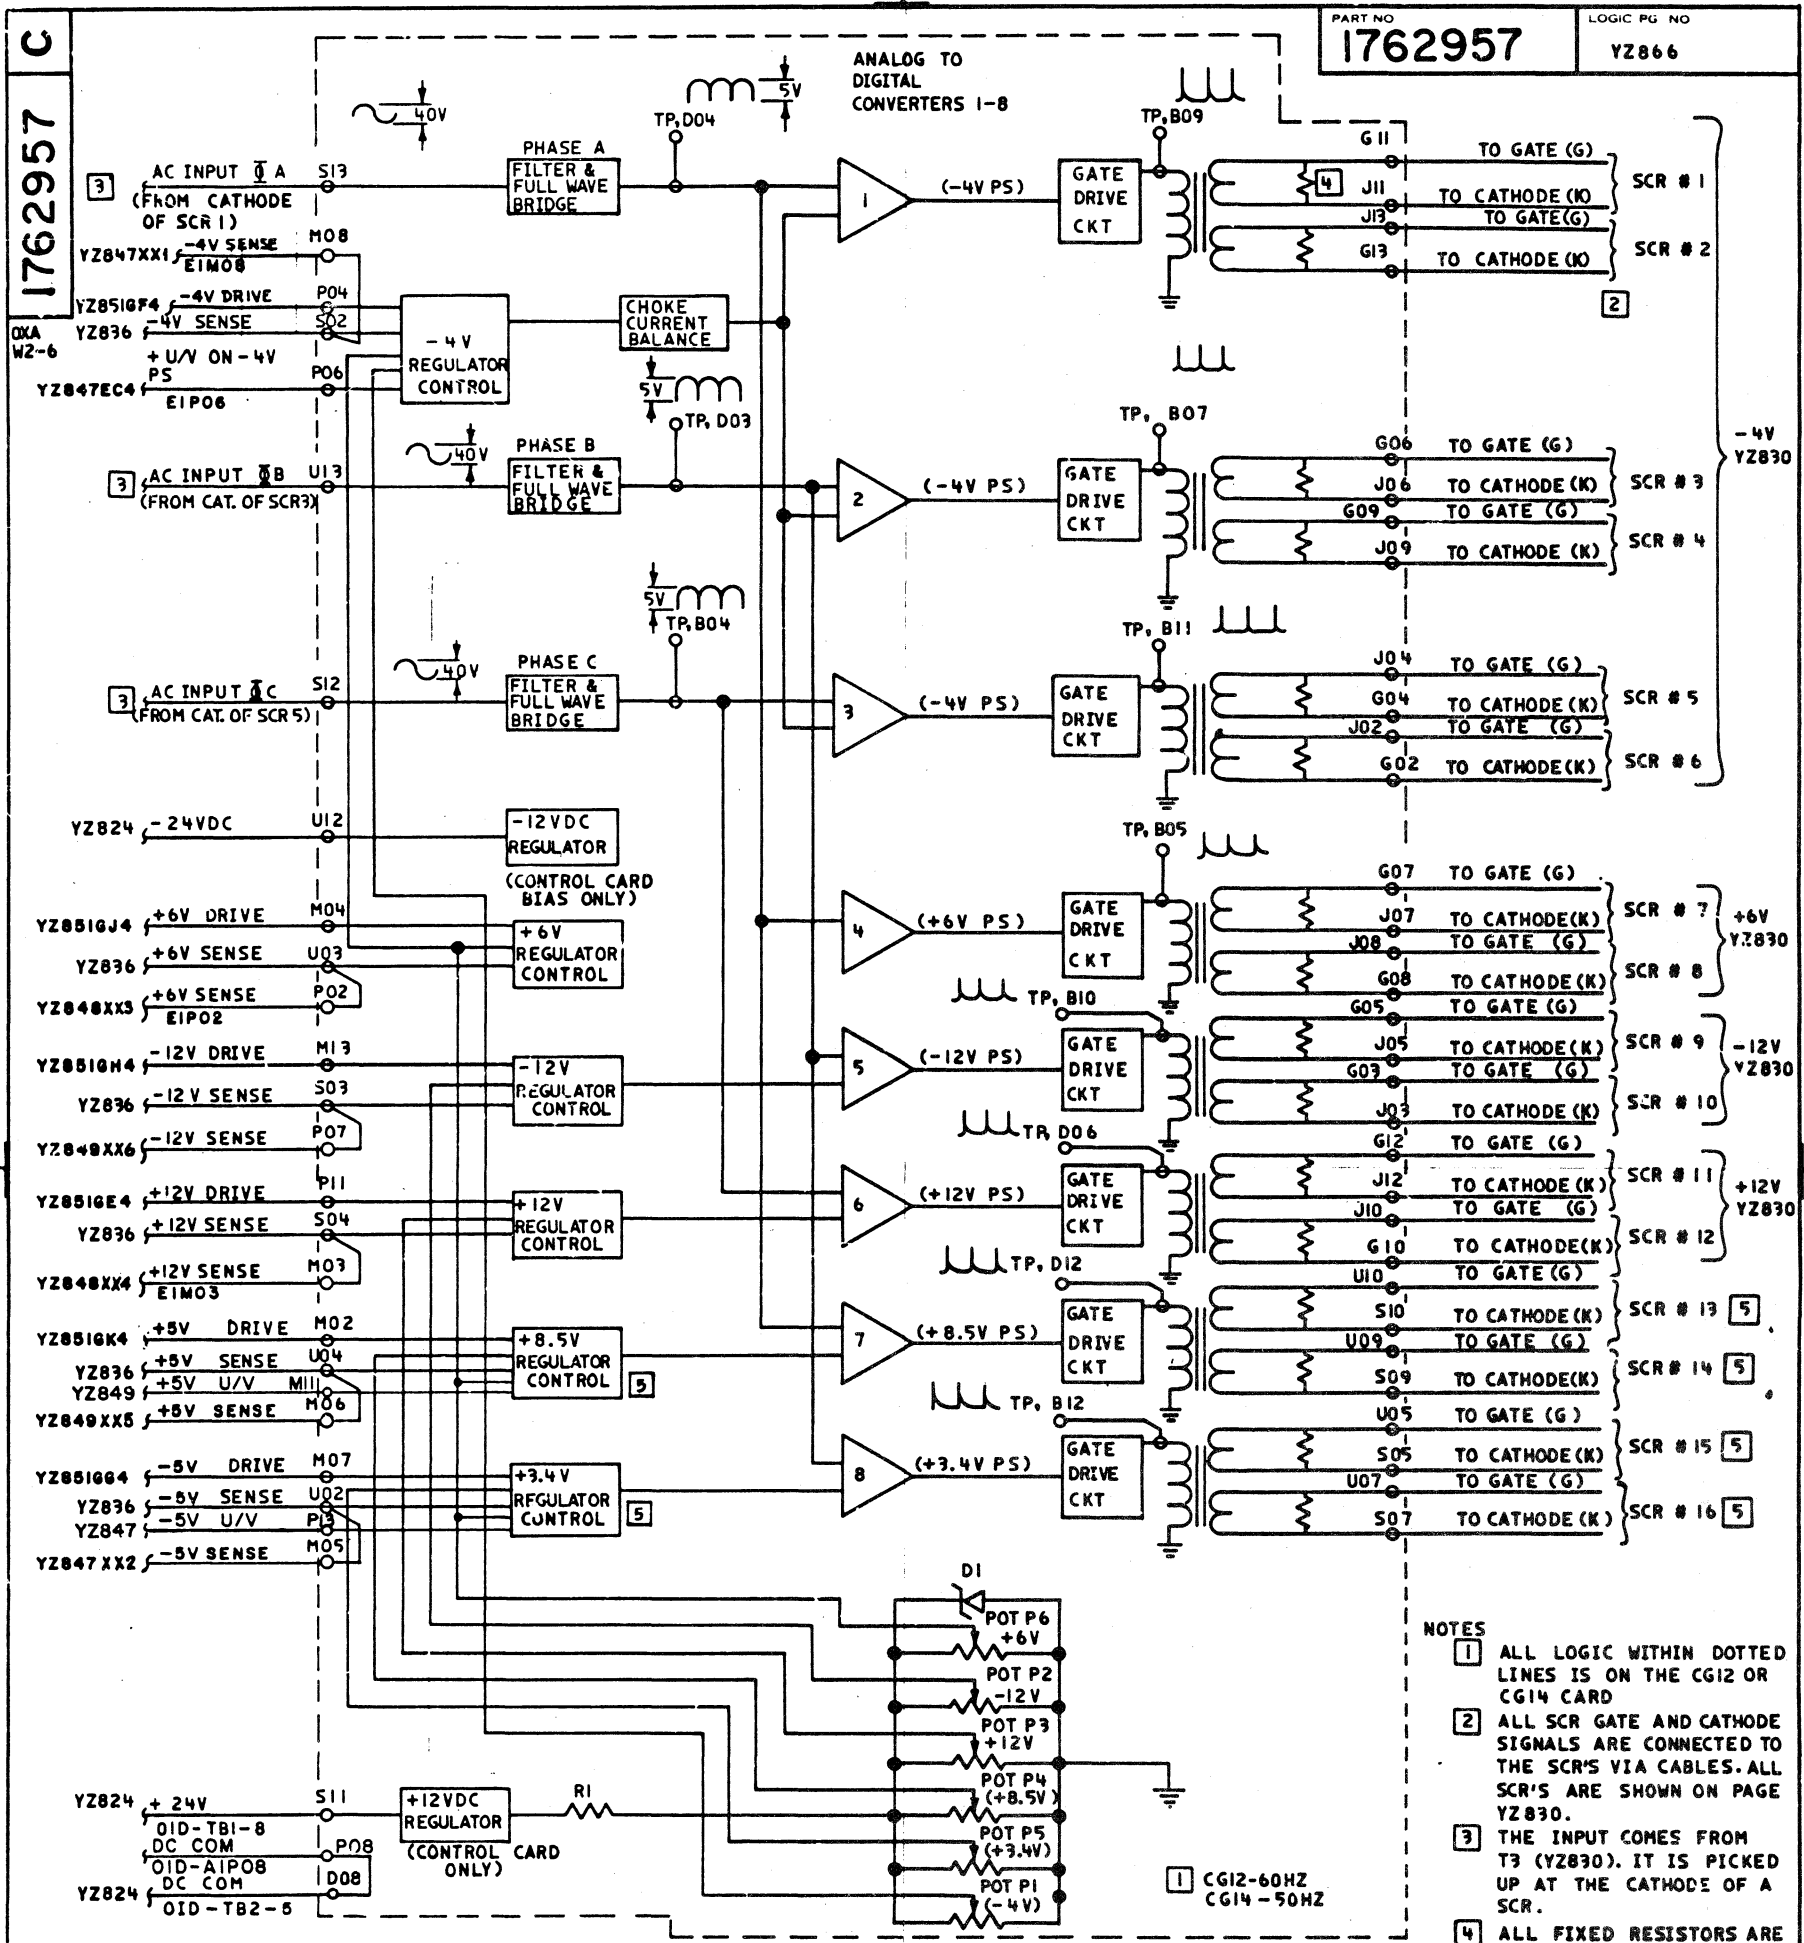 C
1762957
PART NO
1762957
LOGIC PG NO
YZ866
OXA
W2-6
ANALOG TO
DIGITAL
CONVERTERS 1-8
40V
5V
TP, D04
TP, B09
3
AC INPUT Φ A
(FROM CATHODE
OF SCR 1)
S13
PHASE A
FILTER &
FULL WAVE
BRIDGE
1
(-4V PS)
GATE
DRIVE
CKT
4
G11
TO GATE (G)
J11
TO CATHODE (K)
SCR # 1
J13
TO GATE(G)
G13
TO CATHODE (K)
SCR # 2
2
YZ847XX1
-4V SENSE
E1M08
M08
YZ851GF4
-4V DRIVE
P04
YZ836
-4V SENSE
S02
+ U/V ON -4V
PS
YZ847EC4
E1P06
P06
-4V
REGULATOR
CONTROL
CHOKE
CURRENT
BALANCE
5V
TP, D03
40V
3
AC INPUT Φ B
(FROM CAT. OF SCR3)
U13
PHASE B
FILTER &
FULL WAVE
BRIDGE
2
(-4V PS)
TP, B07
GATE
DRIVE
CKT
G06
TO GATE (G)
J06
TO CATHODE (K)
SCR # 3
G09
TO GATE (G)
J09
TO CATHODE (K)
SCR # 4
-4V
YZ830
5V
TP, B04
40V
3
AC INPUT Φ C
(FROM CAT. OF SCR 5)
S12
PHASE C
FILTER &
FULL WAVE
BRIDGE
3
(-4V PS)
TP, B11
GATE
DRIVE
CKT
J04
TO GATE (G)
G04
TO CATHODE (K)
SCR # 5
J02
TO GATE (G)
G02
TO CATHODE (K)
SCR # 6
YZ824
-24VDC
U12
-12VDC
REGULATOR
(CONTROL CARD
BIAS ONLY)
YZ851GJ4
+6V DRIVE
M04
YZ836
+6V SENSE
U03
YZ848XX3
+6V SENSE
E1P02
P02
+6V
REGULATOR
CONTROL
4
(+6V PS)
TP, B05
GATE
DRIVE
CKT
G07
TO GATE (G)
J07
TO CATHODE (K)
SCR # 7
J08
TO GATE (G)
G08
TO CATHODE (K)
SCR # 8
+6V
YZ830
YZ851GH4
-12V DRIVE
M13
YZ836
-12V SENSE
S03
YZ849XX6
-12V SENSE
P07
-12V
REGULATOR
CONTROL
5
(-12V PS)
TP, B10
GATE
DRIVE
CKT
G05
TO GATE (G)
J05
TO CATHODE (K)
SCR # 9
G03
TO GATE (G)
J03
TO CATHODE (K)
SCR # 10
-12V
YZ830
YZ851GE4
+12V DRIVE
P11
YZ836
+12V SENSE
S04
YZ848XX4
+12V SENSE
E1M03
M03
+12V
REGULATOR
CONTROL
6
(+12V PS)
TP, D06
GATE
DRIVE
CKT
G12
TO GATE (G)
J12
TO CATHODE (K)
SCR # 11
J10
TO GATE (G)
G10
TO CATHODE(K)
SCR # 12
+12V
YZ830
YZ851GK4
+5V DRIVE
M02
YZ836
+5V SENSE
U04
YZ849
+5V U/V
M11
YZ849XX5
+5V SENSE
M06
+8.5V
REGULATOR
CONTROL
5
7
(+8.5V PS)
TP, D12
GATE
DRIVE
CKT
U10
TO GATE (G)
S10
TO CATHODE(K)
SCR # 13 5
U09
TO GATE (G)
S09
TO CATHODE(K)
SCR # 14 5
YZ851GG4
-5V DRIVE
M07
YZ836
-5V SENSE
U02
YZ847
-5V U/V
P13
YZ847XX2
-5V SENSE
M05
+3.4V
REGULATOR
CONTROL
5
8
(+3.4V PS)
TP, B12
GATE
DRIVE
CKT
U05
TO GATE (G)
S05
TO CATHODE(K)
SCR # 15 5
U07
TO GATE (G)
S07
TO CATHODE (K)
SCR # 16 5
D1
POT P6
+6V
POT P2
-12V
POT P3
+12V
POT P4
(+8.5V)
POT P5
(+3.4V)
POT P1
(-4V)
YZ824
+ 24V
01D-TB1-8
S11
+12VDC
REGULATOR
(CONTROL CARD
ONLY)
R1
DC COM
01D-A1P08
P08
YZ824
DC COM
01D-TB2-5
D08
1 CG12-60HZ
CG14-50HZ
NOTES
1 ALL LOGIC WITHIN DOTTED
LINES IS ON THE CG12 OR
CG14 CARD
2 ALL SCR GATE AND CATHODE
SIGNALS ARE CONNECTED TO
THE SCR'S VIA CABLES. ALL
SCR'S ARE SHOWN ON PAGE
YZ830.
3 THE INPUT COMES FROM
T3 (YZ830). IT IS PICKED
UP AT THE CATHODE OF A
SCR.
4 ALL FIXED RESISTORS ARE